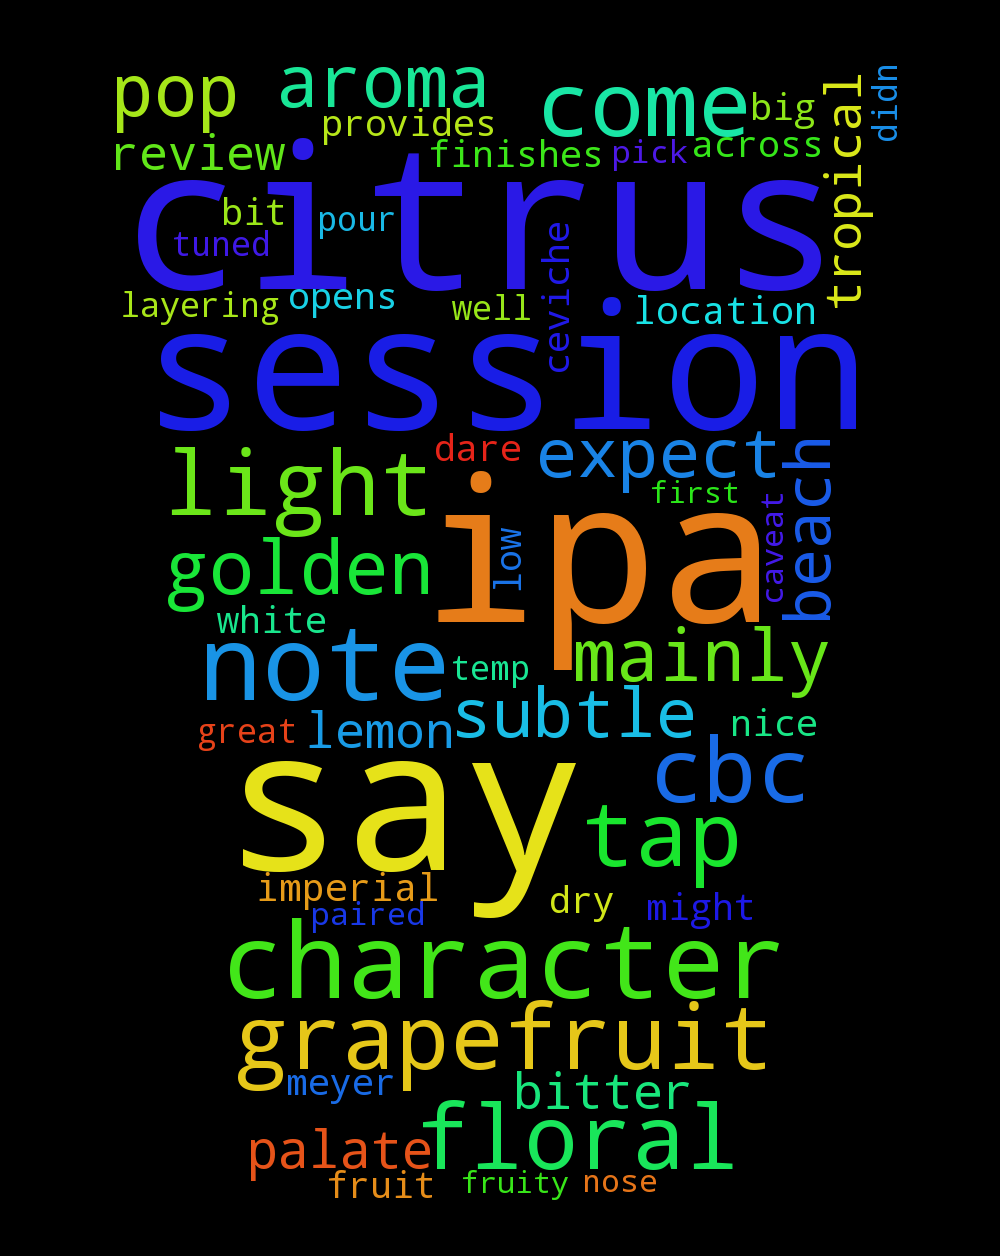 pop aroma come big didn
provides tropical
review finishes pick across
citrus
bit pour
tuned ceviche
layering opens well location
session
light dare expect beach
first
ipa caveat
golden low
white
note temp mainly
great lemon subtle nice
cbc
say
tap
imperial dry might
paired
character
grapefruit
meyer bitter
palate floral
fruit fruity nose